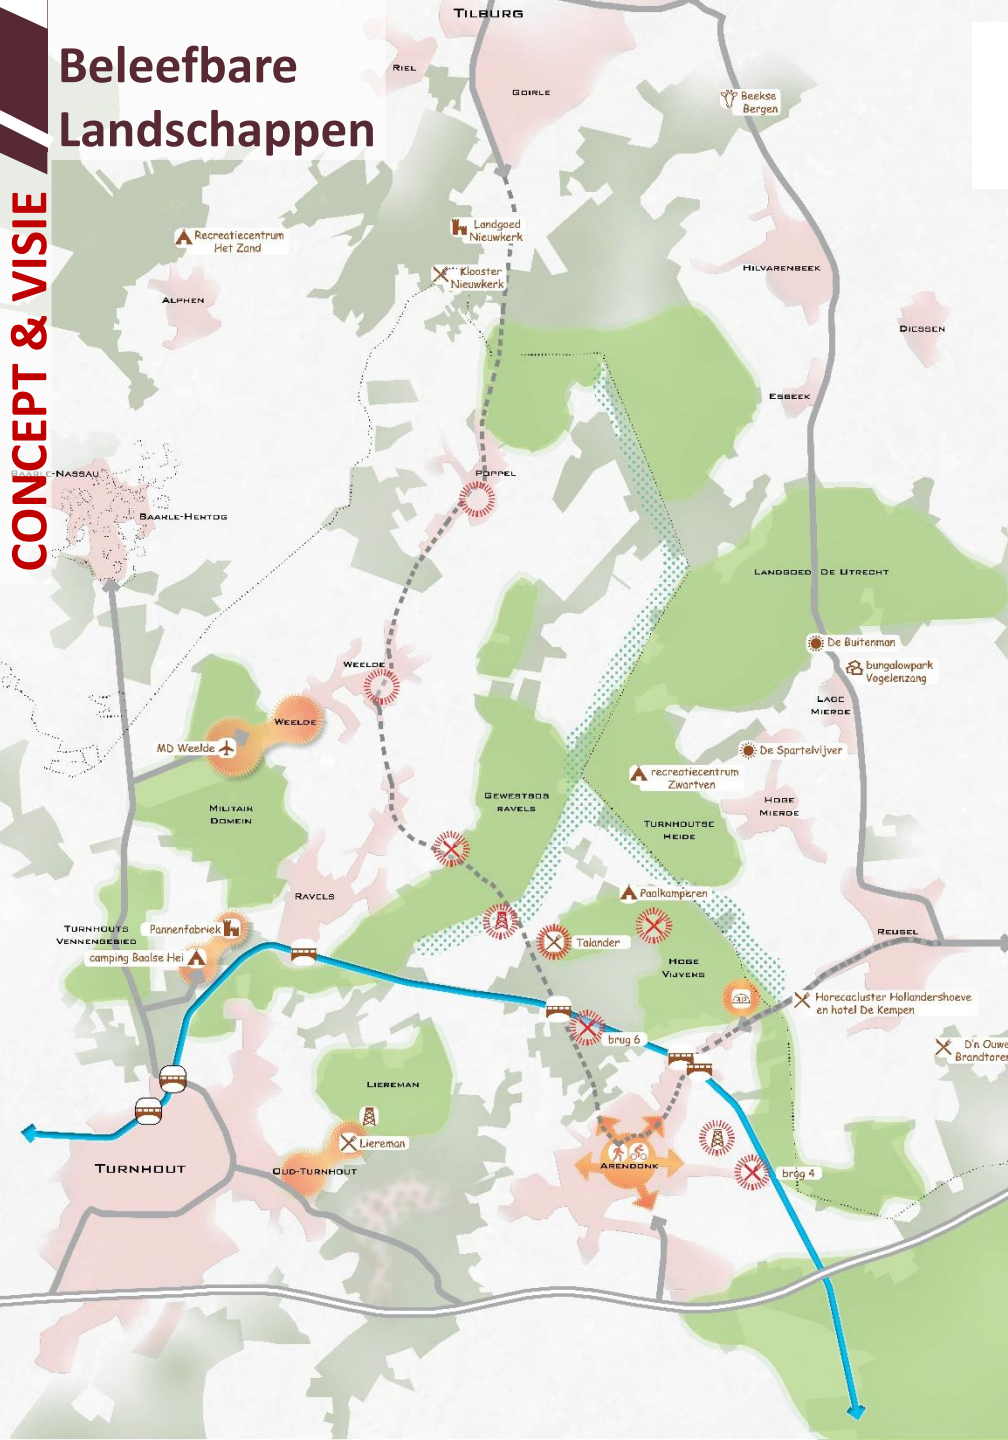 Beleefbare
Landschappen
CONCEPT & VISIE
TILBURG
RIEL
GOIRLE
Beekse
Bergen
Landgoed
Nieuwkerk
Recreatiecentrum
Het Zand
Klooster
Nieuwkerk
HILVARENBEEK
ALPHEN
DIESSEN
ESBEEK
BAARLE-NASSAU
POPPEL
BAARLE-HERTOG
LANDGOED DE UTRECHT
De Buitenman
bungalowpark
Vogelenzang
WEELDE
LAGE
MIERDE
WEELDE
MD Weelde
De Spartelvijver
recreatiecentrum
Zwartven
GEWESTBOS
RAVELS
HOGE
MIERDE
MILITAIR
DOMEIN
TURNHOUTSE
HEIDE
RAVELS
Paalkamperen
TURNHOUTS
VENNENGEBIED
Pannenfabriek
REUSEL
Talander
camping Baalse Hei
HOGE
VIJVERS
Horecacluster Hollandershoeve
en hotel De Kempen
brug 6
D'n Ouwe
Brandtoren
LIEREMAN
Liereman
TURNHOUT
OUD-TURNHOUT
ARENDONK
brug 4